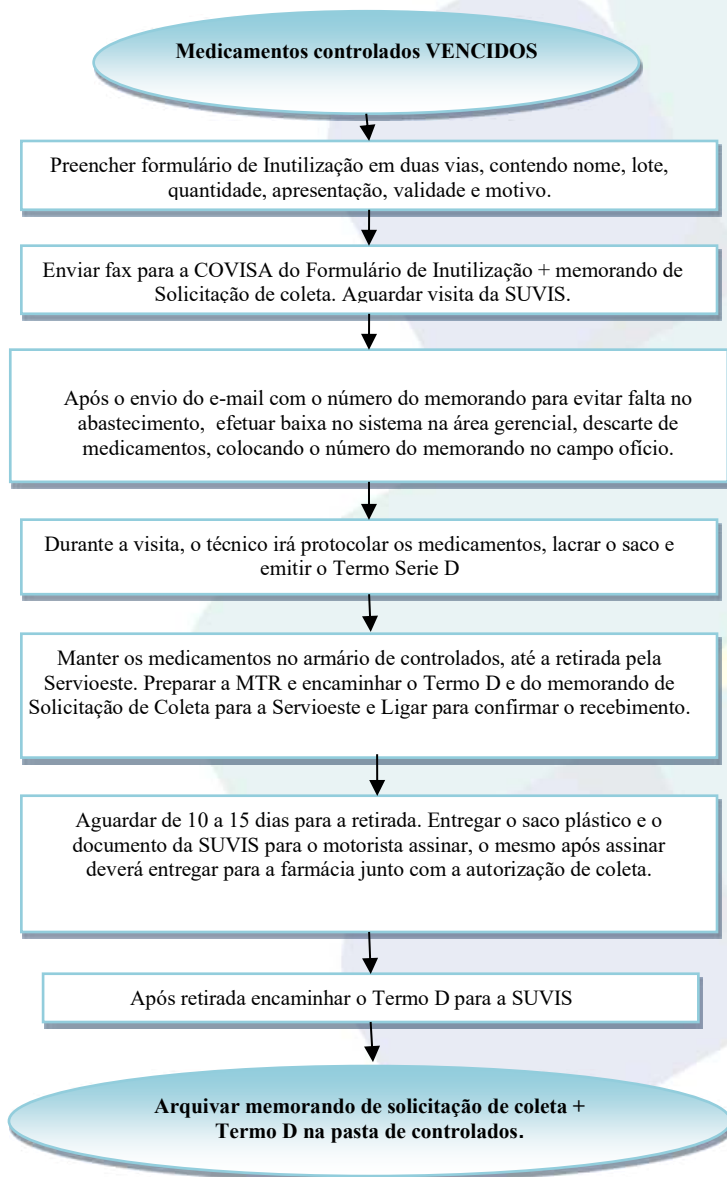 Medicamentos controlados VENCIDOS
Preencher formulário de Inutilização em duas vias, contendo nome, lote,
quantidade, apresentação, validade e motivo.
Enviar fax para a COVISA do Formulário de Inutilização + memorando de
Solicitação de coleta. Aguardar visita da SUVIS.
Após o envio do e-mail com o número do memorando para evitar falta no
abastecimento, efetuar baixa no sistema na área gerencial, descarte de
medicamentos, colocando o número do memorando no campo ofício.
Durante a visita, o técnico irá protocolar os medicamentos, lacrar o saco e
emitir o Termo Serie D
Manter os medicamentos no armário de controlados, até a retirada pela
Servioeste. Preparar a MTR e encaminhar o Termo D e do memorando de
Solicitação de Coleta para a Servioeste e Ligar para confirmar o recebimento.
Aguardar de 10 a 15 dias para a retirada. Entregar o saco plástico e o
documento da SUVIS para o motorista assinar, o mesmo após assinar
deverá entregar para a farmácia junto com a autorização de coleta.
Após retirada encaminhar o Termo D para a SUVIS
Arquivar memorando de solicitação de coleta +
Termo D na pasta de controlados.